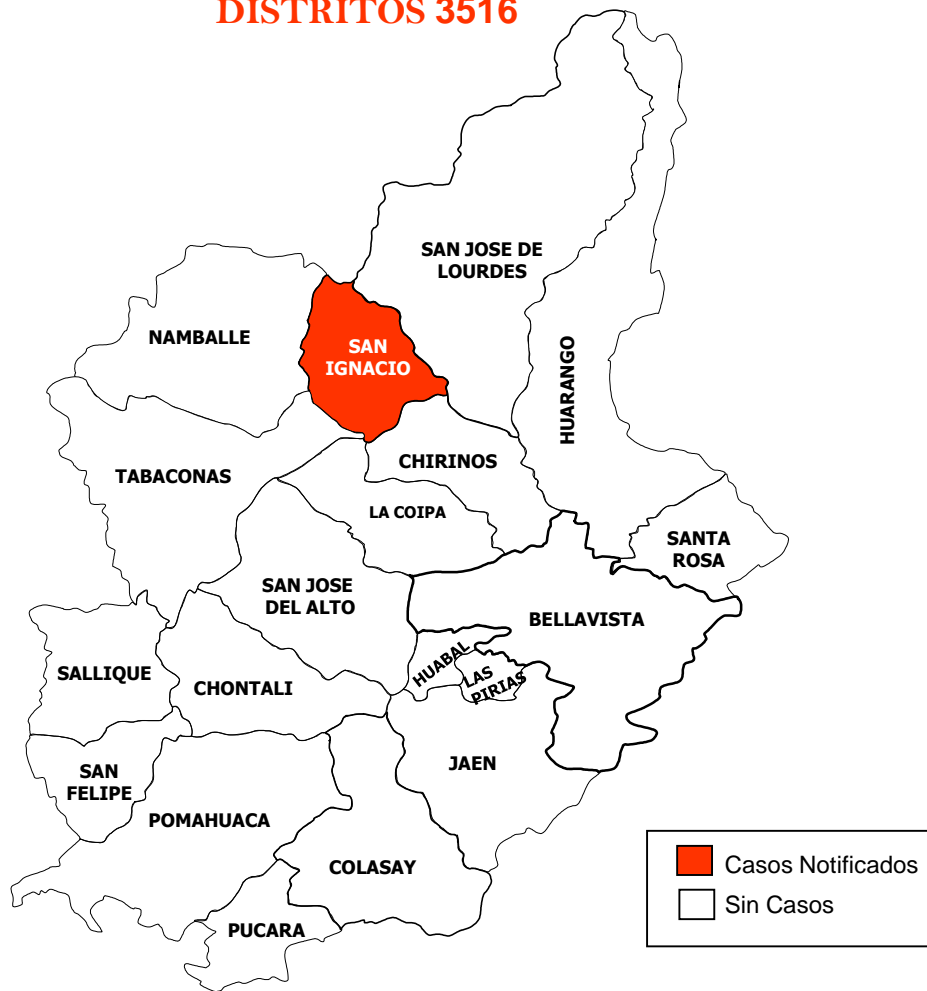 DISTRITOS 3516
SAN JOSE DE
LOURDES
NAMBALLE
SAN
IGNACIO
HUARANGO
TABACONAS
CHIRINOS
LA COIPA
SANTA
ROSA
SAN JOSE
DEL ALTO
BELLAVISTA
HUABAL
LAS
PIRIAS
SALLIQUE
CHONTALI
JAEN
SAN
FELIPE
POMAHUACA
COLASAY
PUCARA
Casos Notificados
Sin Casos